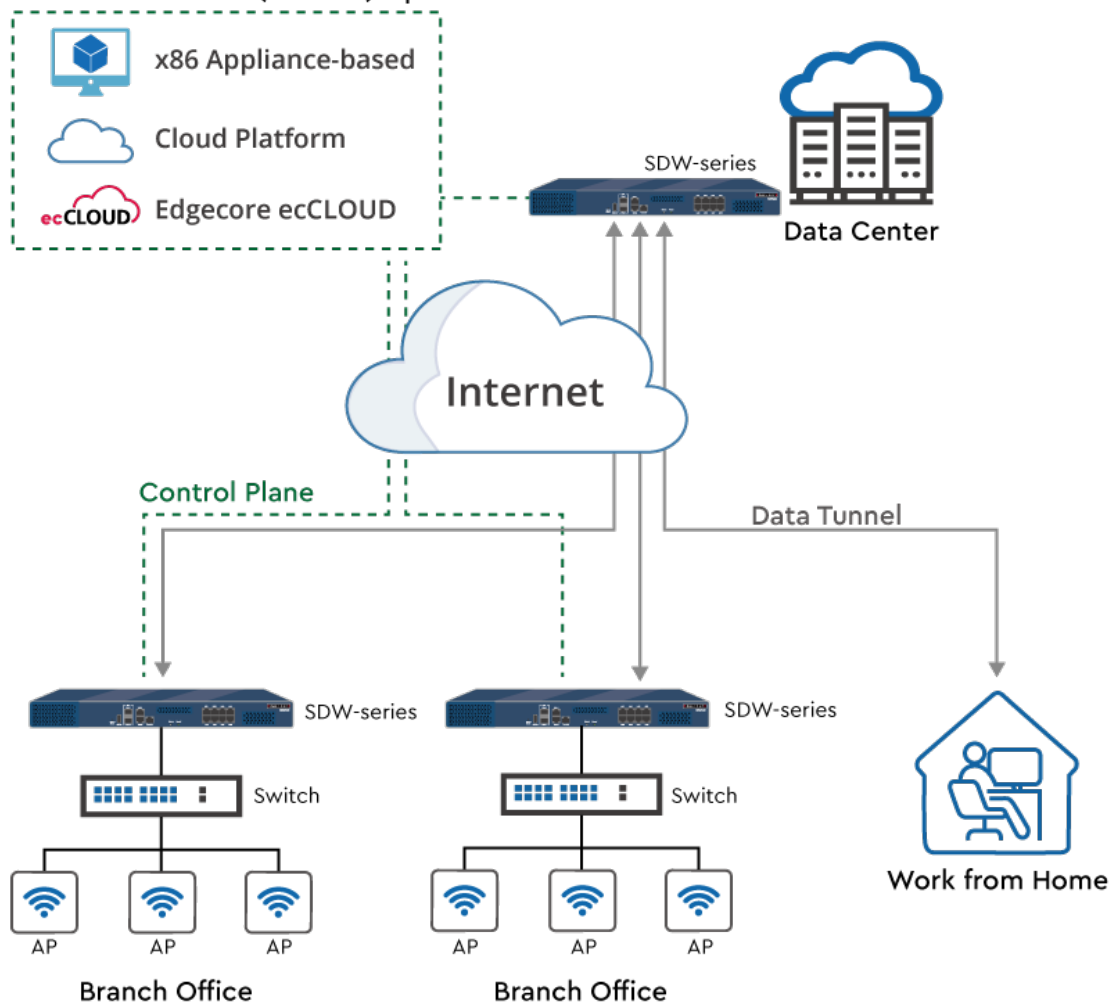 x86 Appliance-based
Cloud Platform
ecCLOUD Edgecore ecCLOUD
SDW-series
Data Center
Internet
Control Plane
Data Tunnel
SDW-series
SDW-series
Switch
Switch
Work from Home
AP
AP
AP
AP
AP
AP
Branch Office
Branch Office